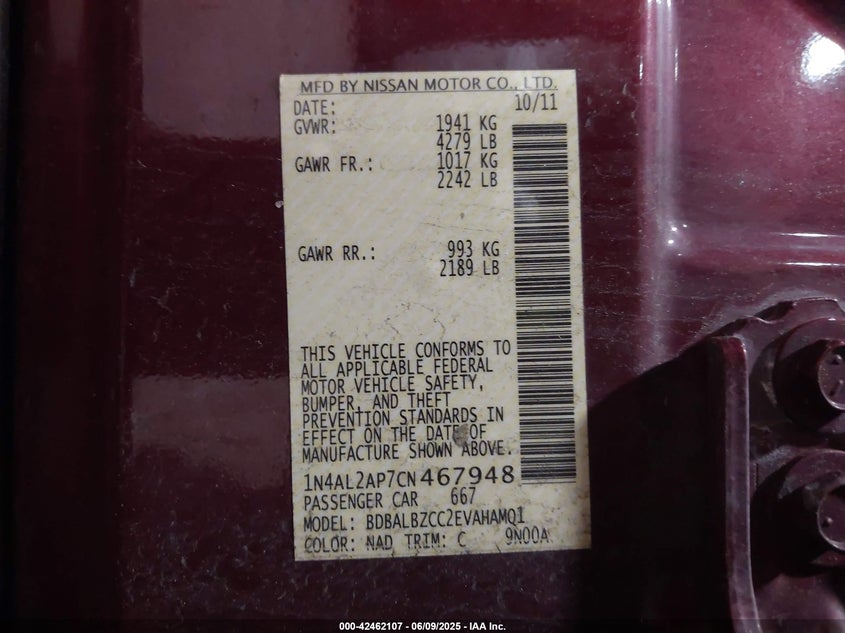 MFD BY NISSAN MOTOR CO., LTD.
DATE: 10/11
GVWR: 1941 KG
4279 LB
GAWR FR.: 1017 KG
2242 LB
GAWR RR.: 993 KG
2189 LB
THIS VEHICLE CONFORMS TO
ALL APPLICABLE FEDERAL
MOTOR VEHICLE SAFETY,
BUMPER, AND THEFT
PREVENTION STANDARDS IN
EFFECT ON THE DATE OF
MANUFACTURE SHOWN ABOVE.
1N4AL2AP7CN467948
PASSENGER CAR 667
MODEL: BDBALBZCC2EVAHAMQ1
COLOR: NAD TRIM: C 9N00A
000-42462107 - 06/09/2025 - IAA Inc.